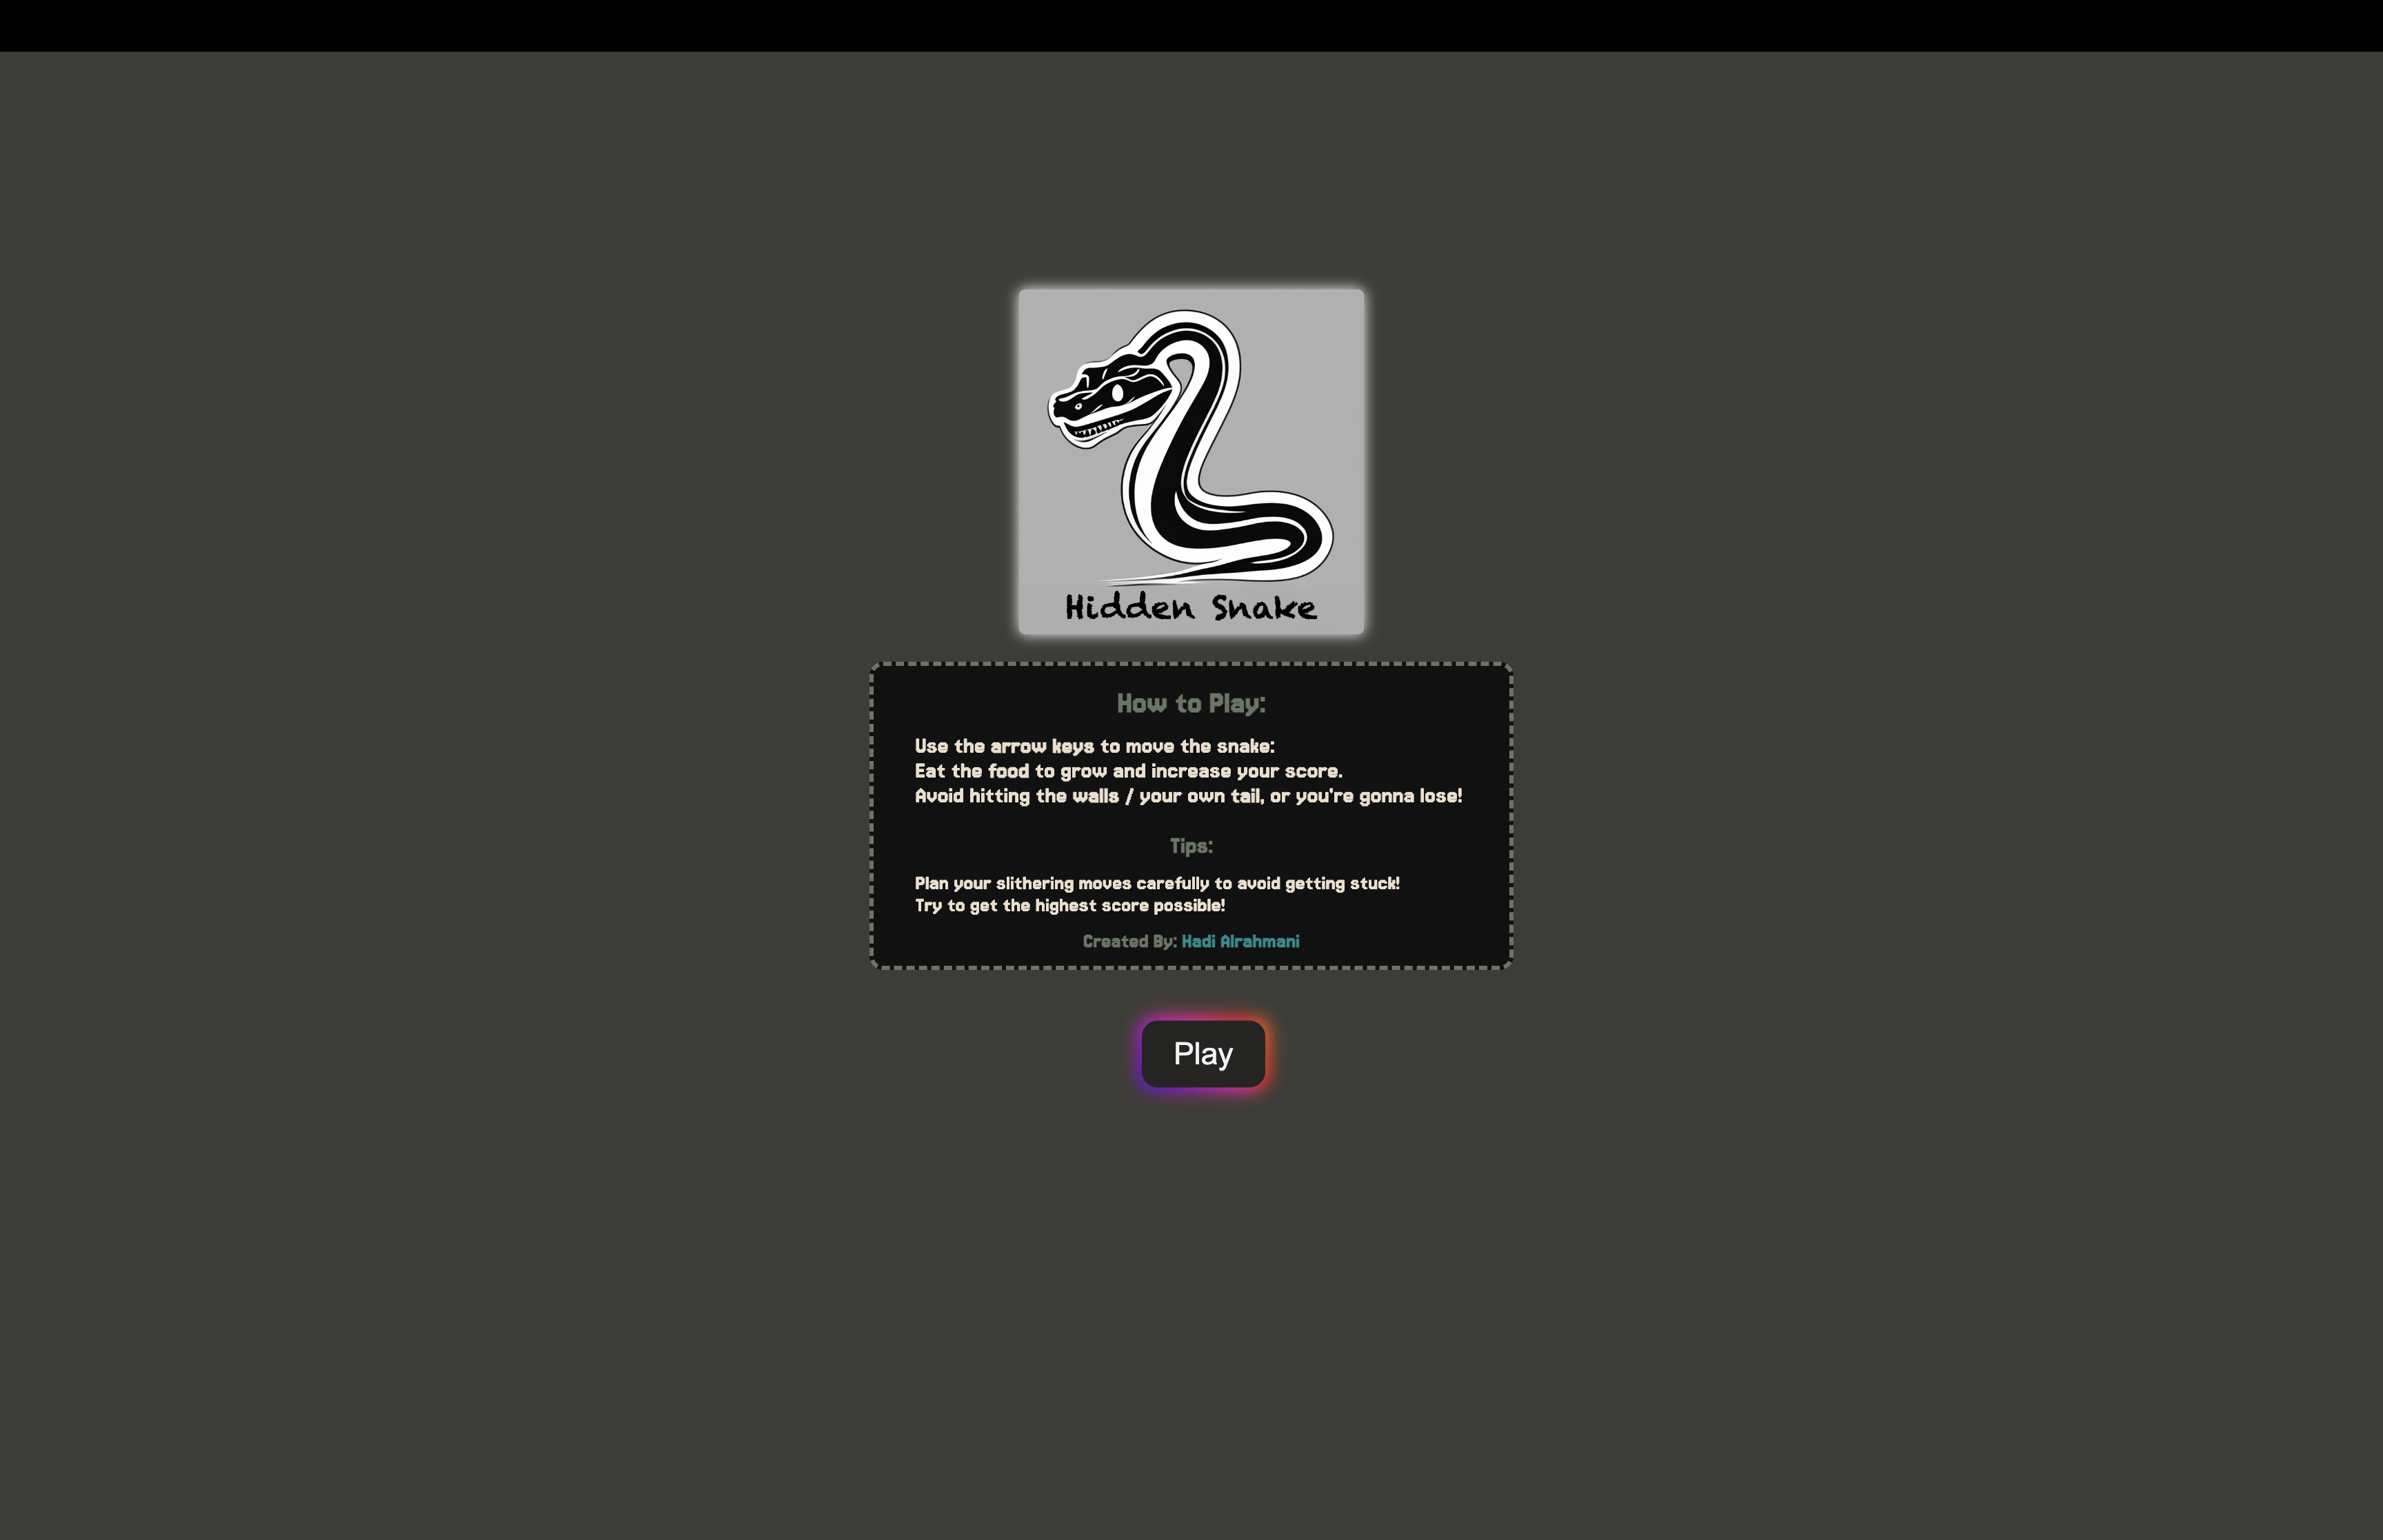 Hidden Snake
How to Play:
Use the arrow keys to move the snake:
Eat the food to grow and increase your score.
Avoid hitting the walls / your own tail, or you're gonna lose!
Tips:
Plan your slithering moves carefully to avoid getting stuck!
Try to get the highest score possible!
Created By: Hadi Alrahmani
Play